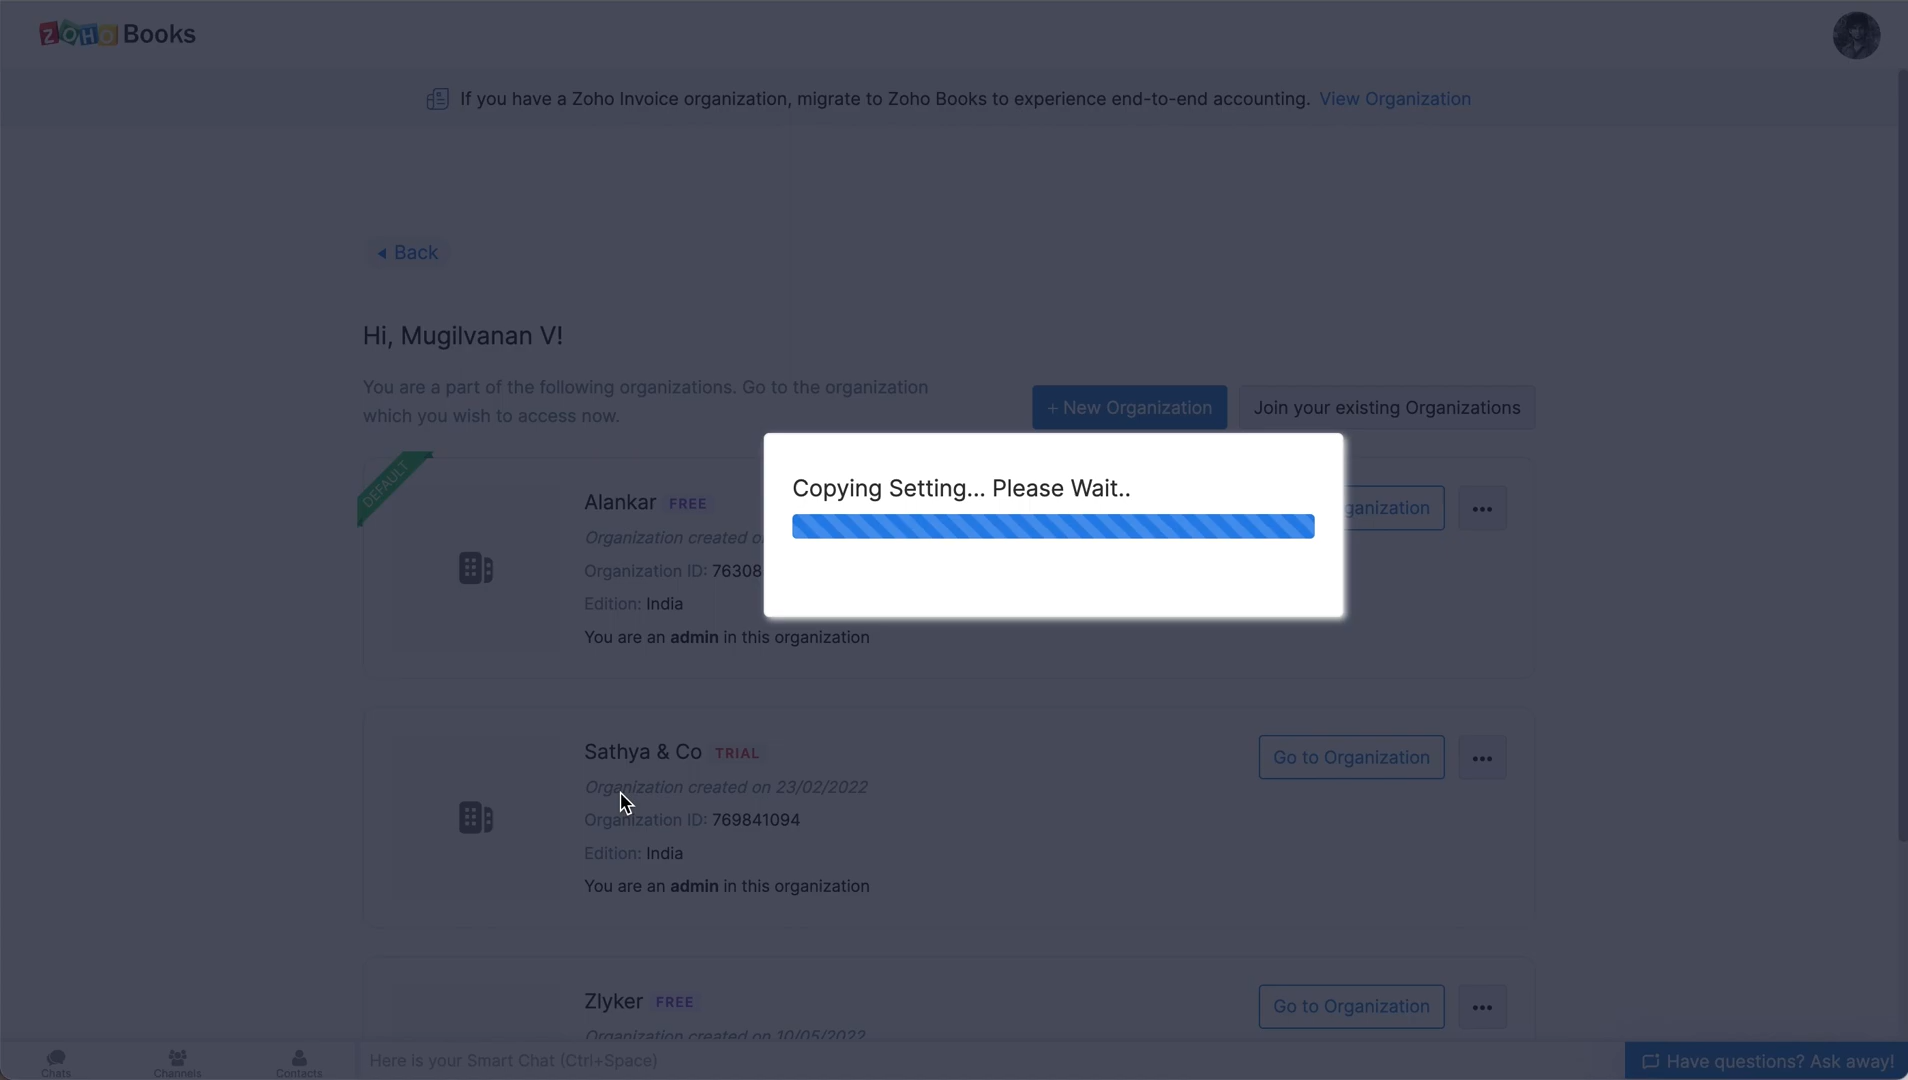 ZOHO Books
If you have a Zoho Invoice organization, migrate to Zoho Books to experience end-to-end accounting. View Organization
Back
Hi, Mugilvanan V!
You are a part of the following organizations. Go to the organization
which you wish to access now.
+ New Organization
Join your existing Organizations
Copying Setting... Please Wait..
DEFAULT
Alankar FREE
ganization
Organization created o
Organization ID: 76308
Edition: India
You are an admin in this organization
Sathya & Co TRIAL
Go to Organization
Organization created on 23/02/2022
Organization ID: 769841094
Edition: India
You are an admin in this organization
Zlyker FREE
Go to Organization
Organization created on 10/05/2022
Chats
Channels
Contacts
Here is your Smart Chat (Ctrl+Space)
Have questions? Ask away!